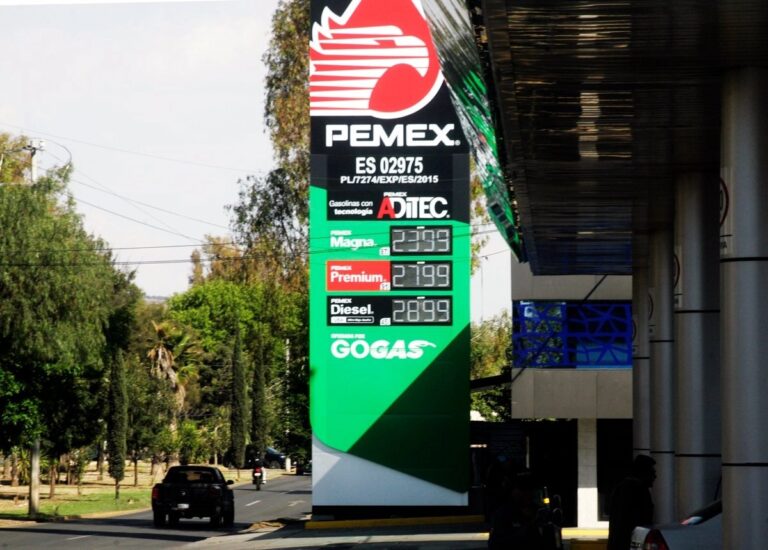 PEMEX®
ES 02975
PL/7274/EXP/ES/2015
Gasolinas con
tecnología
PEMEX
ADITEC®
PEMEX
Magna® 23.99
PEMEX
Premium® 27.99
PEMEX
Diesel® 28.99
GOGAS